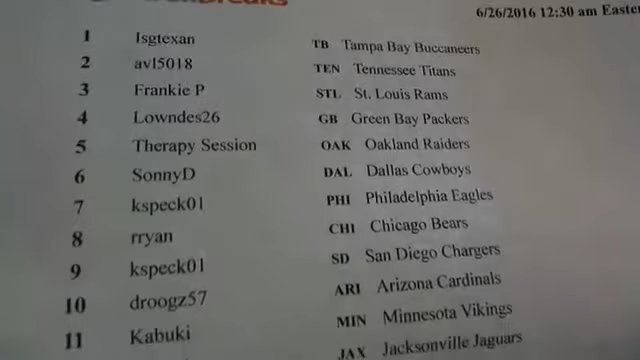 Breaks
6/26/2016 12:30 am Easter
1 Isgtexan TB Tampa Bay Buccaneers
2 avl5018 TEN Tennessee Titans
3 Frankie P STL St. Louis Rams
4 Lowndes26 GB Green Bay Packers
5 Therapy Session OAK Oakland Raiders
6 SonnyD DAL Dallas Cowboys
7 kspeck01 PHI Philadelphia Eagles
8 rryan CHI Chicago Bears
9 kspeck01 SD San Diego Chargers
10 droogz57 ARI Arizona Cardinals
11 Kabuki MIN Minnesota Vikings
JAX Jacksonville Jaguars